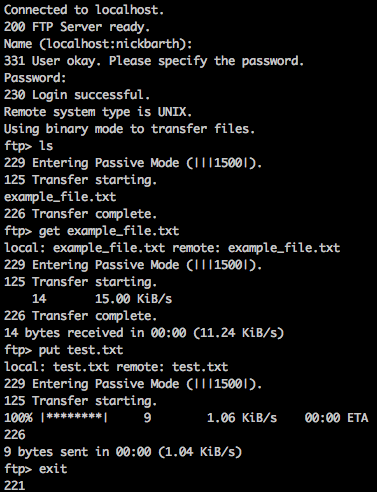 Connected to localhost.
200 FTP Server ready.
Name (localhost:nickbarth):
331 User okay. Please specify the password.
Password:
230 Login successful.
Remote system type is UNIX.
Using binary mode to transfer files.
ftp> ls
229 Entering Passive Mode (|||1500|).
125 Transfer starting.
example_file.txt
226 Transfer complete.
ftp> get example_file.txt
local: example_file.txt remote: example_file.txt
229 Entering Passive Mode (|||1500|).
125 Transfer starting.
    14       15.00 KiB/s
226 Transfer complete.
14 bytes received in 00:00 (11.24 KiB/s)
ftp> put test.txt
local: test.txt remote: test.txt
229 Entering Passive Mode (|||1500|).
125 Transfer starting.
100% |********|     9        1.06 KiB/s    00:00 ETA
226
9 bytes sent in 00:00 (1.04 KiB/s)
ftp> exit
221